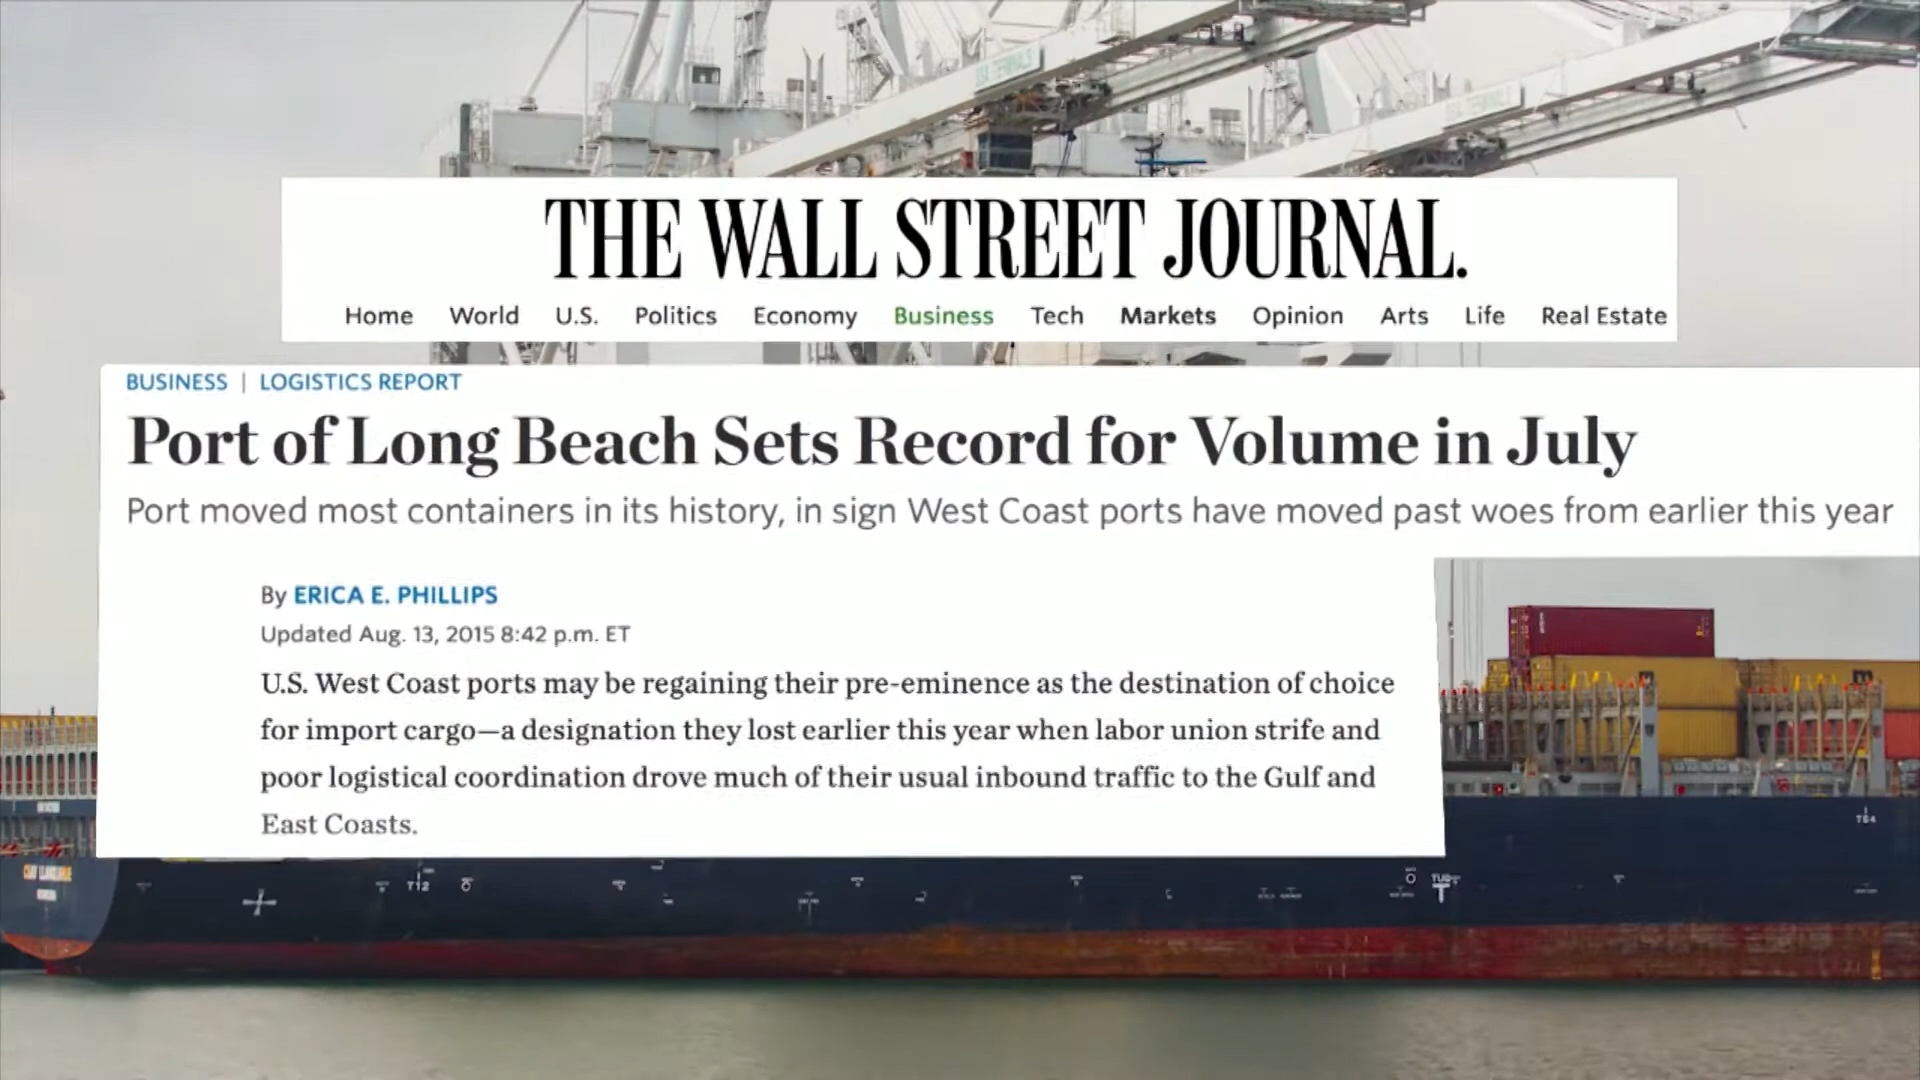 SSA TERMINALS
THE WALL STREET JOURNAL.
Home World U.S. Politics Economy Business Tech Markets Opinion Arts Life Real Estate
BUSINESS | LOGISTICS REPORT
Port of Long Beach Sets Record for Volume in July
Port moved most containers in its history, in sign West Coast ports have moved past woes from earlier this year
By ERICA E. PHILLIPS
Updated Aug. 13, 2015 8:42 p.m. ET
U.S. West Coast ports may be regaining their pre-eminence as the destination of choice
for import cargo—a designation they lost earlier this year when labor union strife and
poor logistical coordination drove much of their usual inbound traffic to the Gulf and
East Coasts.
T12